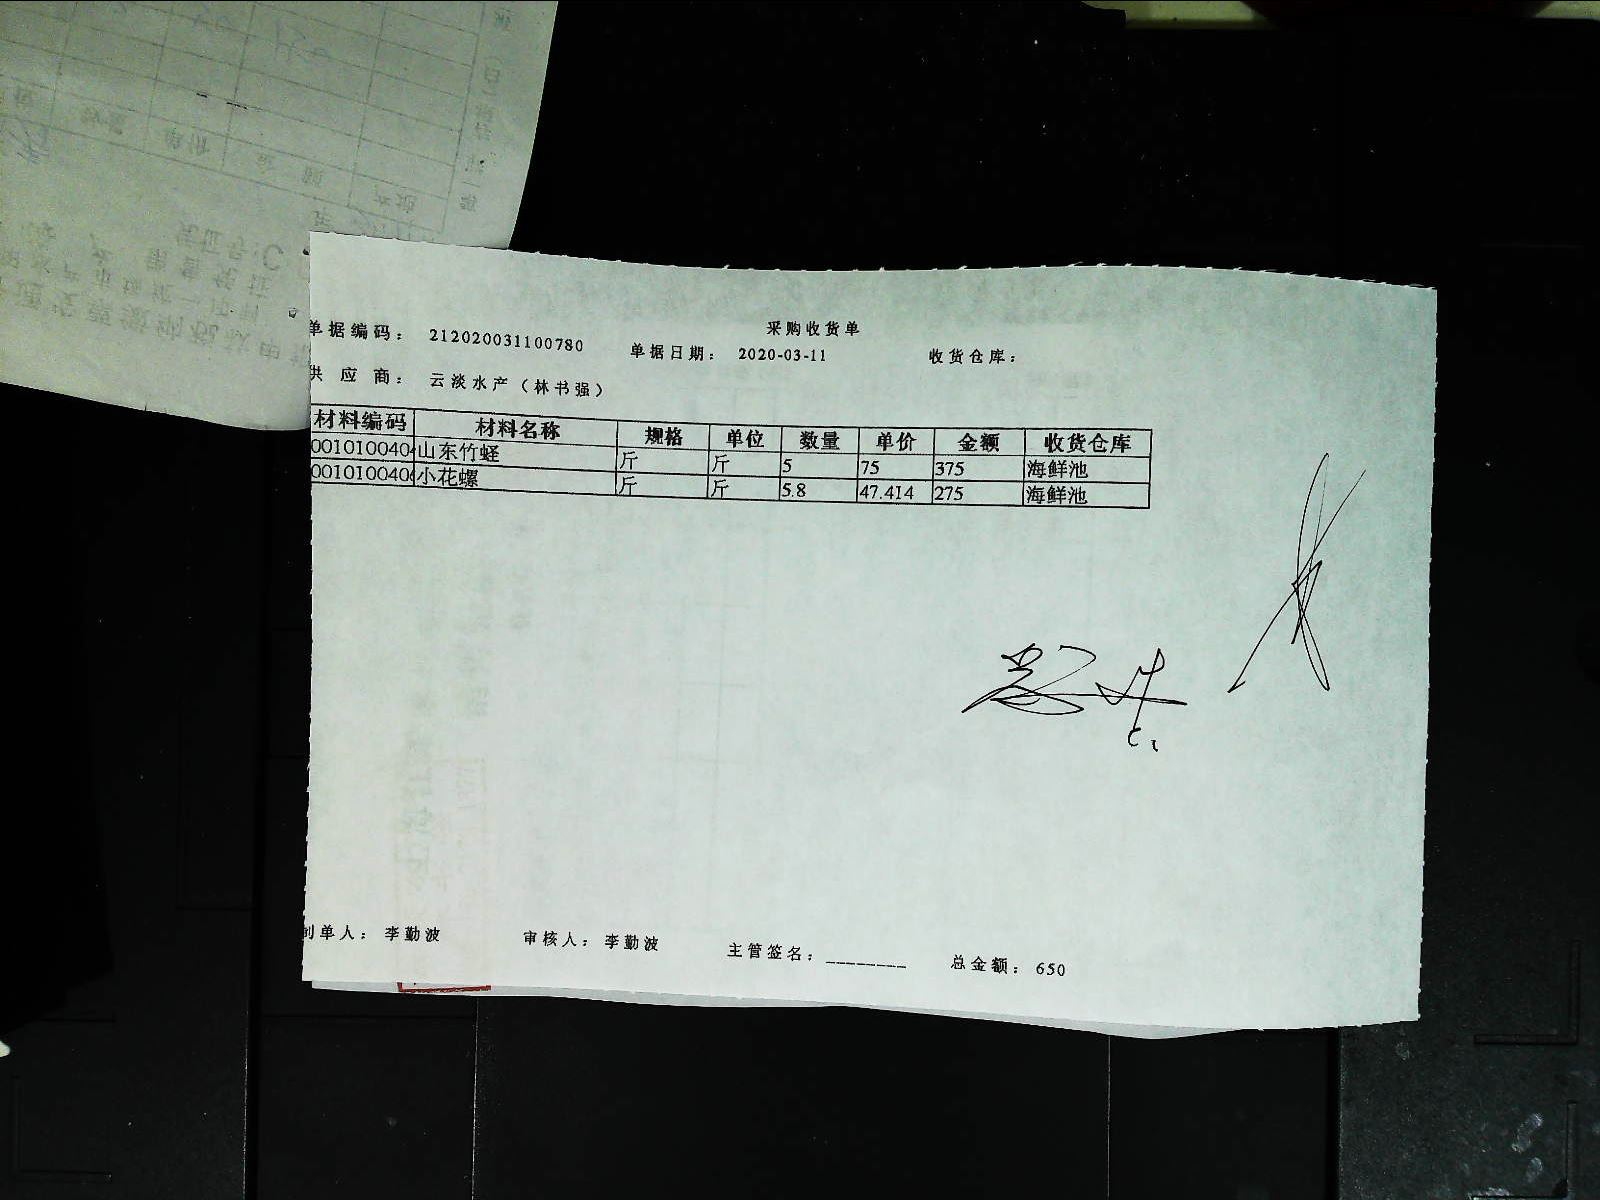 采购收货单
单据编码: 212020031100780 单据日期: 2020-03-11 收货仓库:
供 应 商: 云淡水产(林书强)
材料编码 材料名称 规格 单位 数量 单价 金额 收货仓库
001010040 山东竹蛏 斤 斤 5 75 375 海鲜池
001010040 小花螺 斤 斤 5.8 47.414 275 海鲜池
制单人: 李勤波 审核人: 李勤波 主管签名:________ 总金额: 650